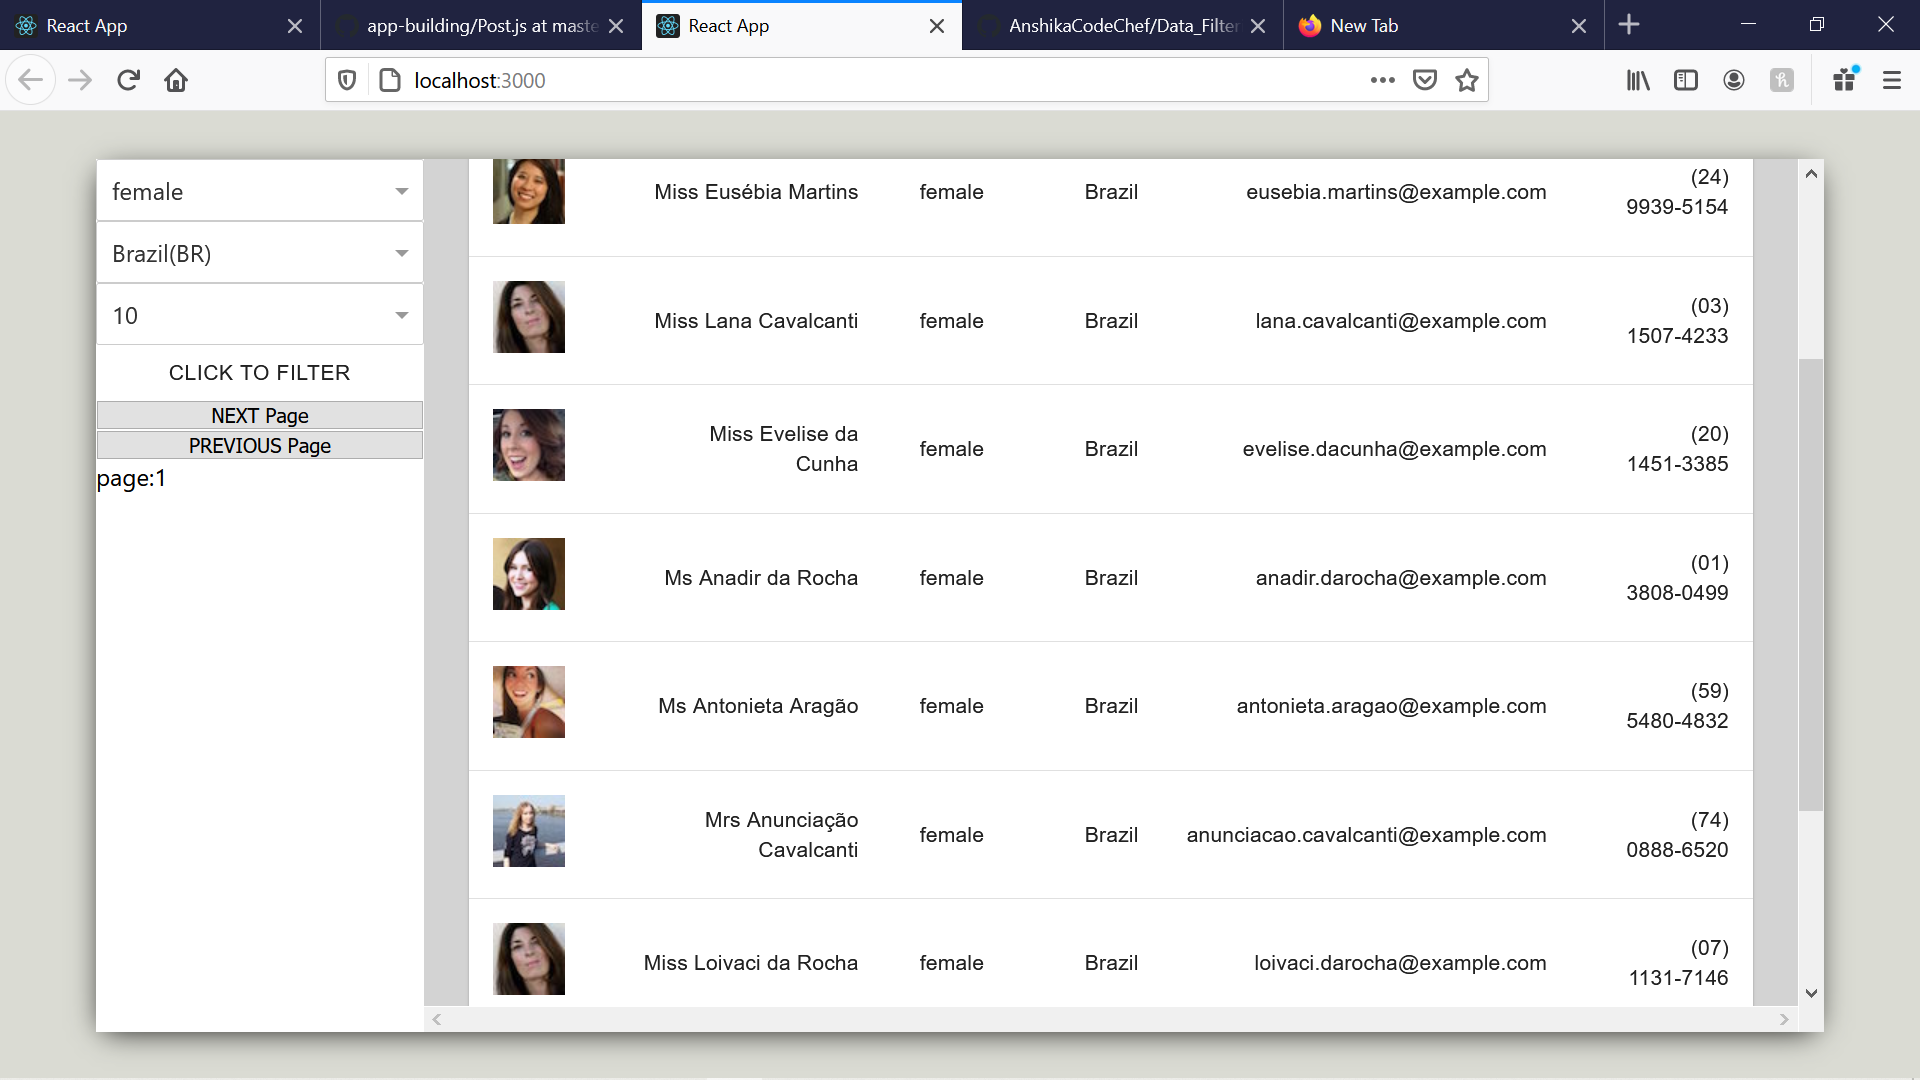 React App
app-building/Post.js at maste
React App
AnshikaCodeChef/Data_Filter
New Tab
localhost:3000
female
Brazil(BR)
10
CLICK TO FILTER
NEXT Page
PREVIOUS Page
page:1
Miss Eusébia Martins female Brazil eusebia.martins@example.com (24)
9939-5154
Miss Lana Cavalcanti female Brazil lana.cavalcanti@example.com (03)
1507-4233
Miss Evelise da
Cunha female Brazil evelise.dacunha@example.com (20)
1451-3385
Ms Anadir da Rocha female Brazil anadir.darocha@example.com (01)
3808-0499
Ms Antonieta Aragão female Brazil antonieta.aragao@example.com (59)
5480-4832
Mrs Anunciação
Cavalcanti female Brazil anunciacao.cavalcanti@example.com (74)
0888-6520
Miss Loivaci da Rocha female Brazil loivaci.darocha@example.com (07)
1131-7146